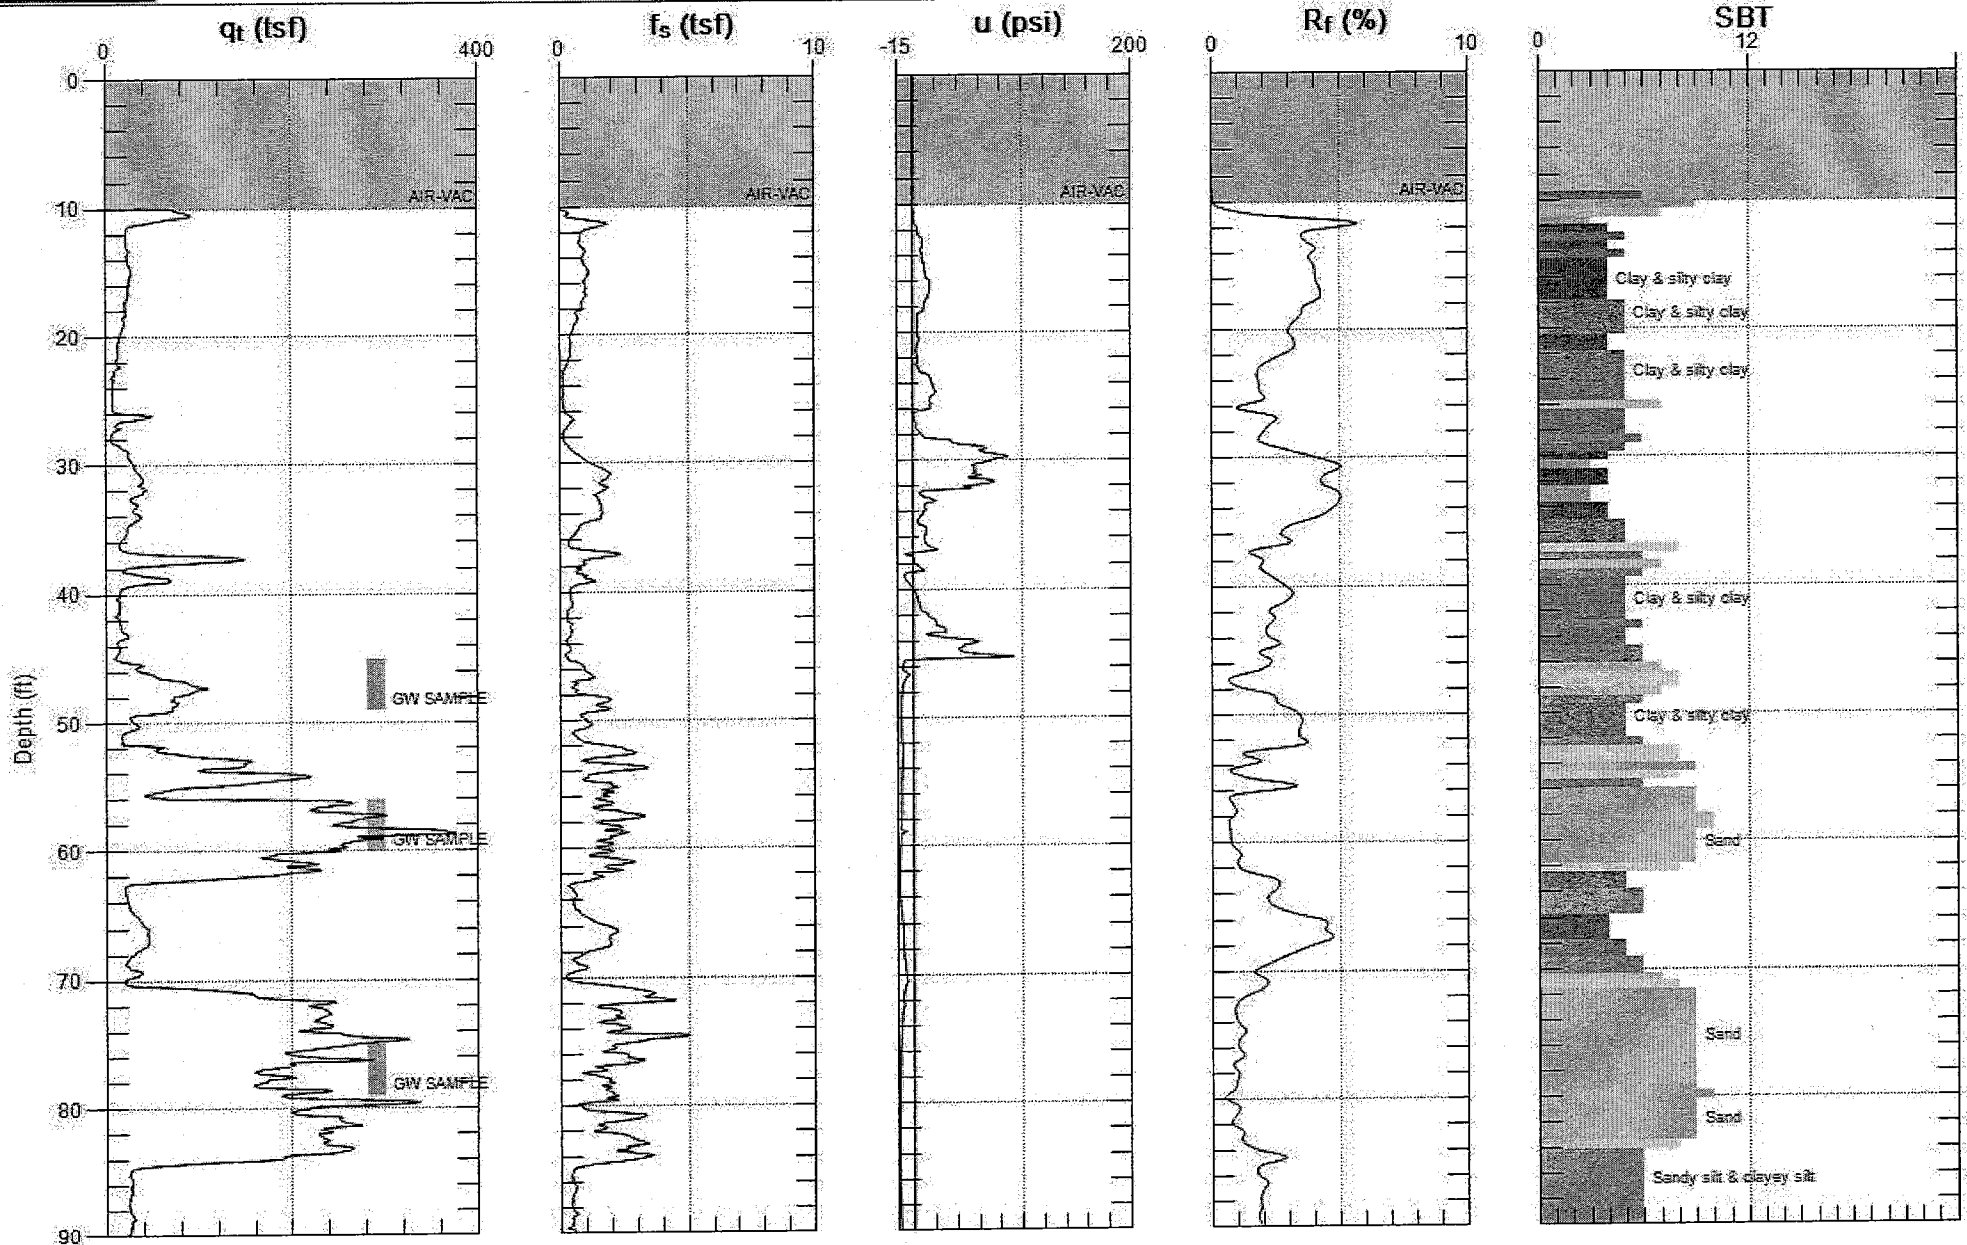 qt (tsf) fs (tsf) u (psi) Rf (%) SBT
0 400 0 10 -15 200 0 10 0 12
0
AIR-VAC AIR-VAC AIR-VAC AIR-VAC
10
Clay & silty clay
Clay & silty clay
20
Clay & silty clay
30
40
Clay & silty clay
Depth (ft)
GW SAMPLE
Clay & silty clay
50
GW SAMPLE
Sand
60
70
Sand
GW SAMPLE
80
Sand
Sandy silt & clayey silt
90